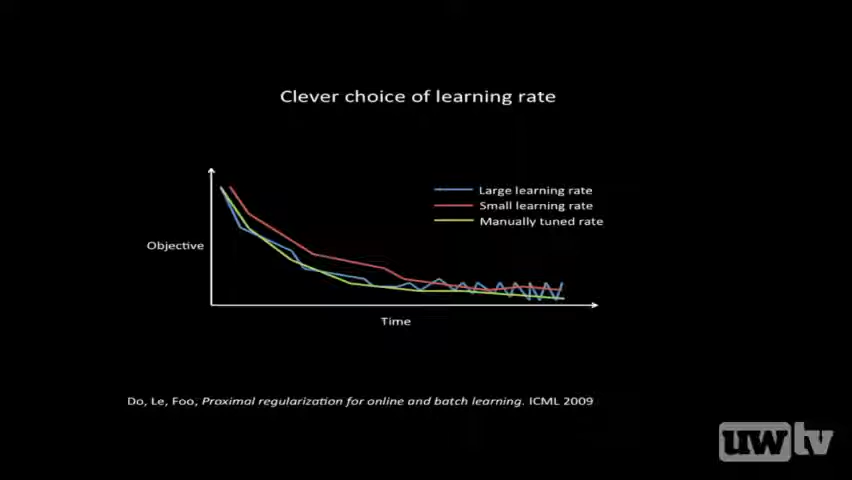 Clever choice of learning rate
Large learning rate
Small learning rate
Manually tuned rate
Objective
Time
Do, Le, Foo, Proximal regularization for online and batch learning. ICML 2009
uwtv